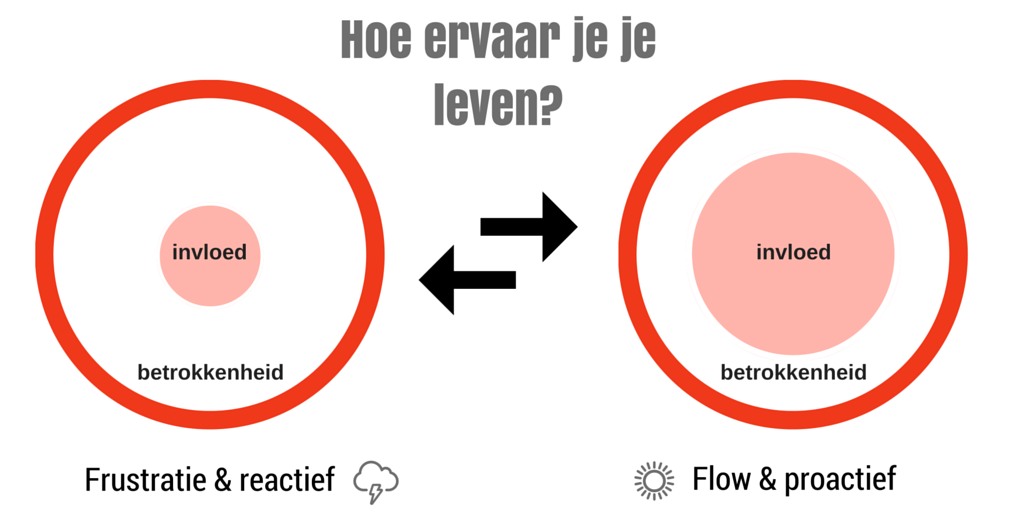 Hoe ervaar je je
leven?
invloed
betrokkenheid
Frustratie & reactief
invloed
betrokkenheid
Flow & proactief